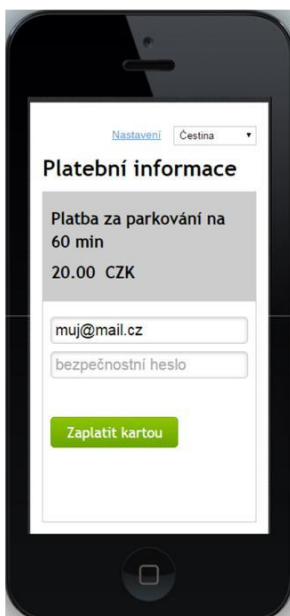 Nastavení Čestina
Platební informace
Platba za parkování na
60 min
20.00 CZK
muj@mail.cz
bezpečnostní heslo
Zaplatit kartou